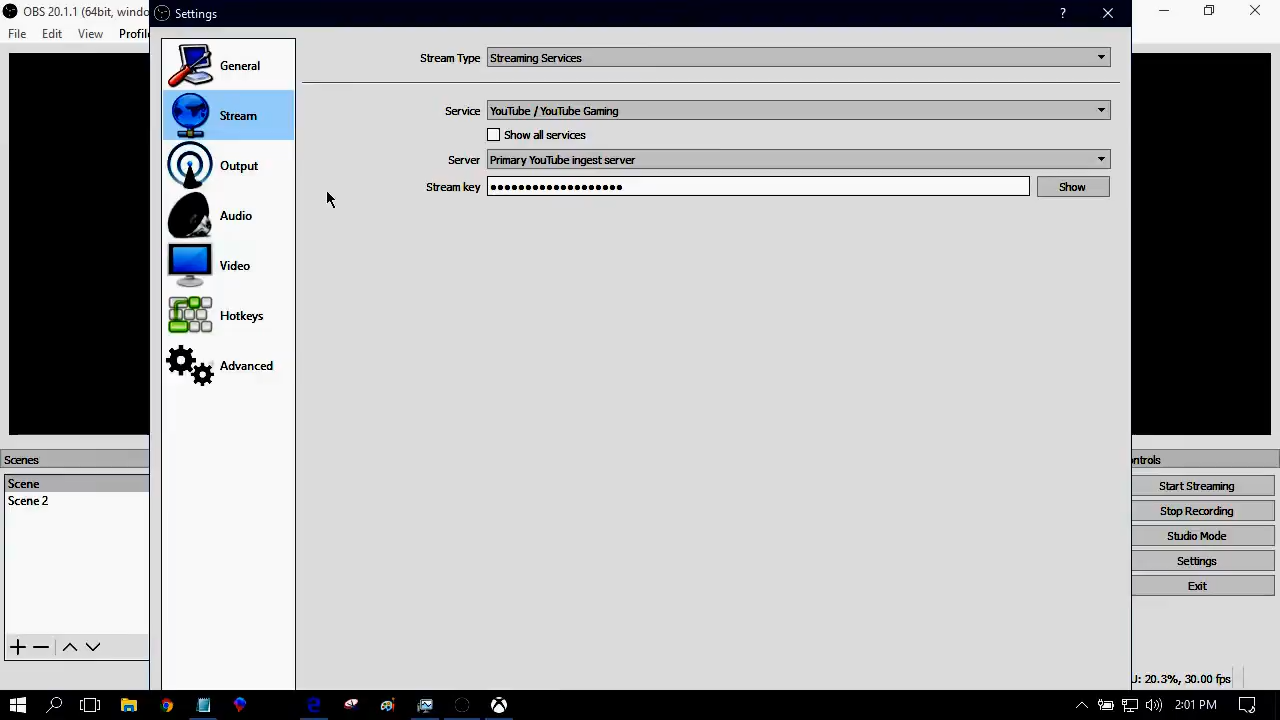 OBS 20.1.1 (64bit, windo
Settings
?
File Edit View Profil
General
Stream
Output
Audio
Video
Hotkeys
Advanced
Stream Type Streaming Services
Service YouTube / YouTube Gaming
Show all services
Server Primary YouTube ingest server
Stream key ●●●●●●●●●●●●●●●●●●● Show
Scenes
Scene
Scene 2
ontrols
Start Streaming
Stop Recording
Studio Mode
Settings
Exit
U: 20.3%, 30.00 fps
2:01 PM